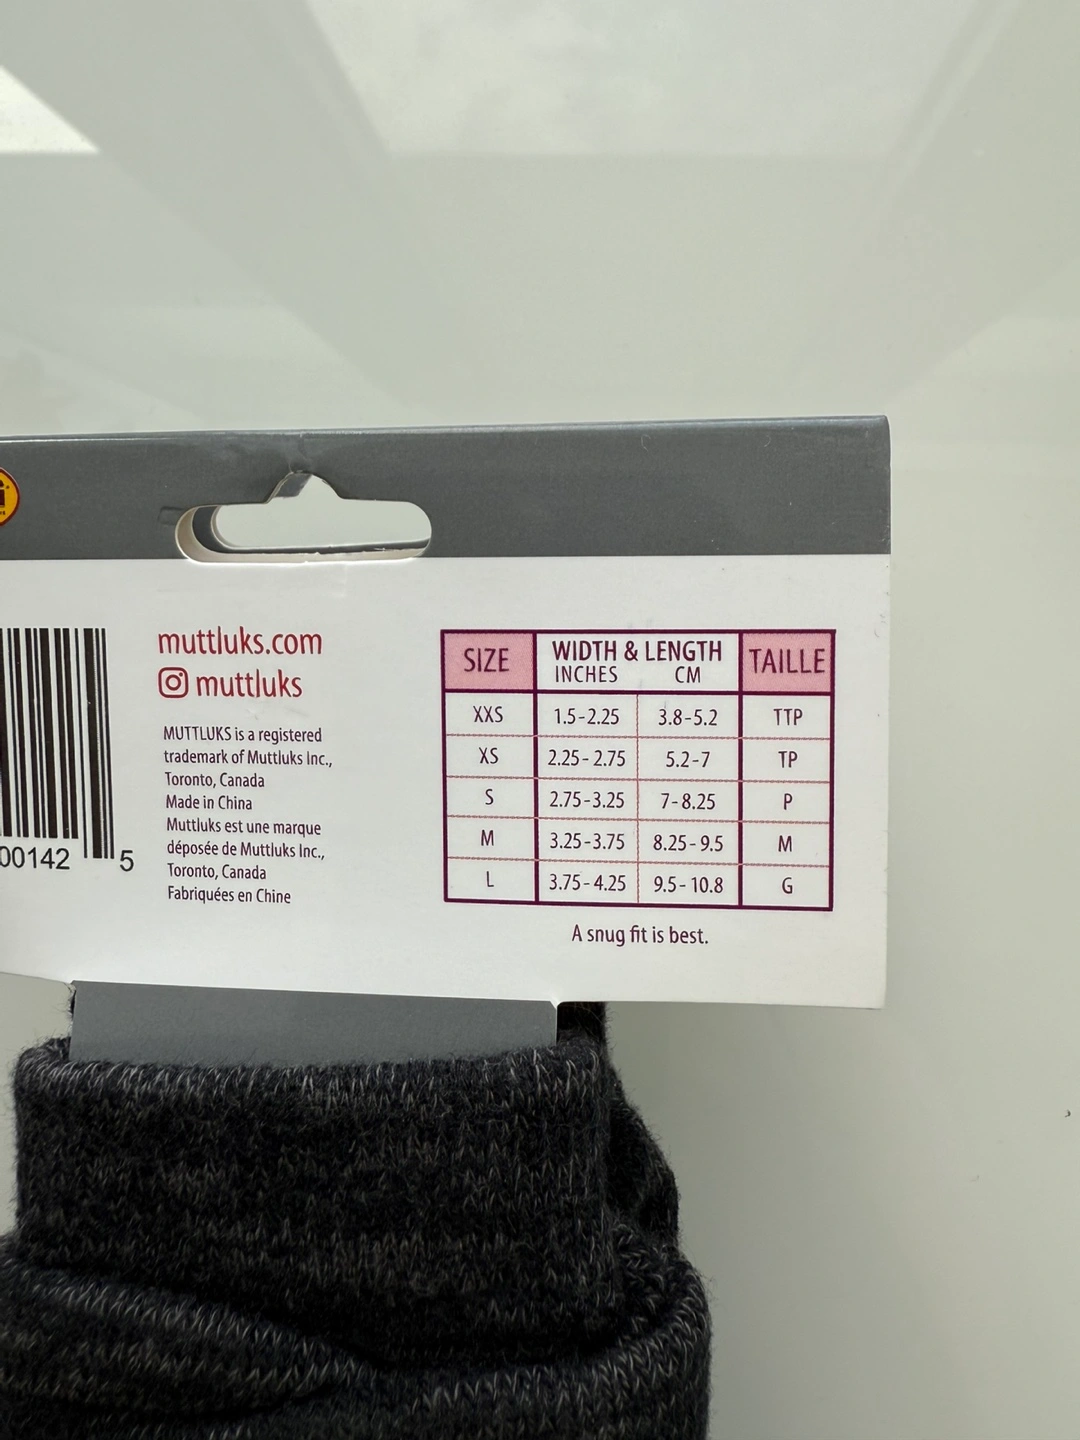 muttluks.com
muttluks
MUTTLUKS is a registered
trademark of Muttluks Inc.,
Toronto, Canada
Made in China
Muttluks est une marque
déposée de Muttluks Inc.,
Toronto, Canada
Fabriquées en Chine
00142 5
SIZE WIDTH & LENGTH TAILLE
INCHES CM
XXS 1.5-2.25 3.8-5.2 TTP
XS 2.25-2.75 5.2-7 TP
S 2.75-3.25 7-8.25 P
M 3.25-3.75 8.25-9.5 M
L 3.75-4.25 9.5-10.8 G
A snug fit is best.